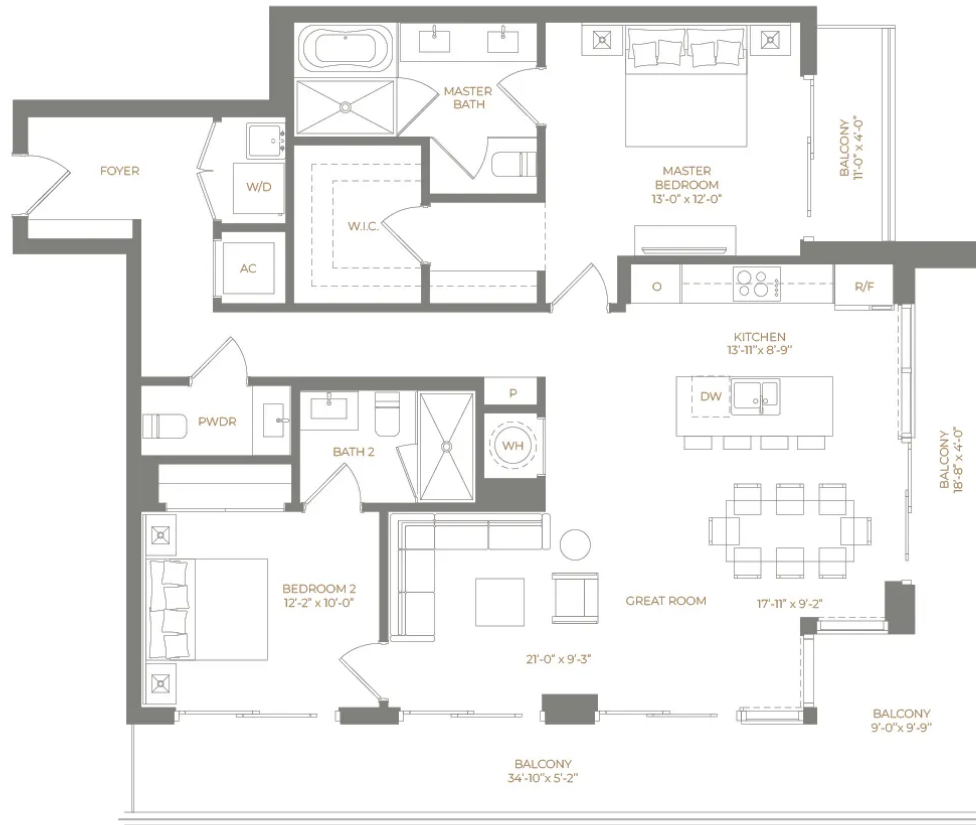 MASTER
BATH
BALCONY
11'-0" x 4'-0"
FOYER
W/D
MASTER
BEDROOM
13'-0" x 12'-0"
W.I.C.
AC
O
R/F
KITCHEN
13'-11"x 8'-9"
P
DW
PWDR
BATH 2
WH
BALCONY
18'-8" x 4'-0"
BEDROOM 2
12'-2" x 10'-0"
GREAT ROOM
17'-11" x 9'-2"
21'-0" x 9'-3"
BALCONY
9'-0"x 9'-9"
BALCONY
34'-10"x 5'-2"